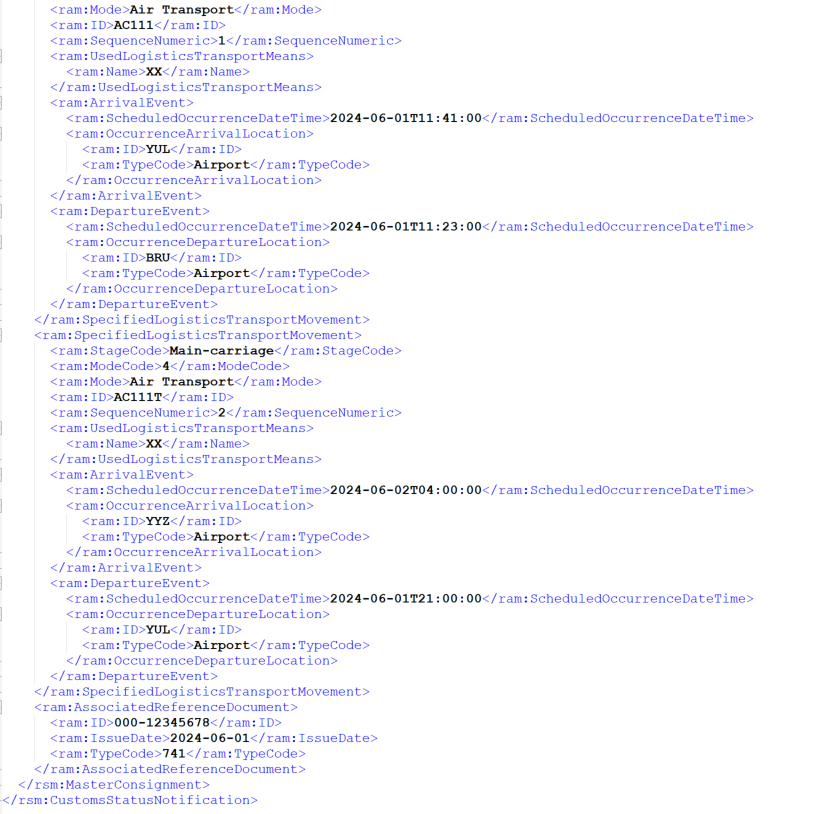 <ram:Mode>Air Transport</ram:Mode>
<ram:ID>AC111</ram:ID>
<ram:SequenceNumeric>1</ram:SequenceNumeric>
<ram:UsedLogisticsTransportMeans>
<ram:Name>XX</ram:Name>
</ram:UsedLogisticsTransportMeans>
<ram:ArrivalEvent>
<ram:ScheduledOccurrenceDateTime>2024-06-01T11:41:00</ram:ScheduledOccurrenceDateTime>
<ram:OccurrenceArrivalLocation>
<ram:ID>YUL</ram:ID>
<ram:TypeCode>Airport</ram:TypeCode>
</ram:OccurrenceArrivalLocation>
</ram:ArrivalEvent>
<ram:DepartureEvent>
<ram:ScheduledOccurrenceDateTime>2024-06-01T11:23:00</ram:ScheduledOccurrenceDateTime>
<ram:OccurrenceDepartureLocation>
<ram:ID>BRU</ram:ID>
<ram:TypeCode>Airport</ram:TypeCode>
</ram:OccurrenceDepartureLocation>
</ram:DepartureEvent>
</ram:SpecifiedLogisticsTransportMovement>
<ram:SpecifiedLogisticsTransportMovement>
<ram:StageCode>Main-carriage</ram:StageCode>
<ram:ModeCode>4</ram:ModeCode>
<ram:Mode>Air Transport</ram:Mode>
<ram:ID>AC111T</ram:ID>
<ram:SequenceNumeric>2</ram:SequenceNumeric>
<ram:UsedLogisticsTransportMeans>
<ram:Name>XX</ram:Name>
</ram:UsedLogisticsTransportMeans>
<ram:ArrivalEvent>
<ram:ScheduledOccurrenceDateTime>2024-06-02T04:00:00</ram:ScheduledOccurrenceDateTime>
<ram:OccurrenceArrivalLocation>
<ram:ID>YYZ</ram:ID>
<ram:TypeCode>Airport</ram:TypeCode>
</ram:OccurrenceArrivalLocation>
</ram:ArrivalEvent>
<ram:DepartureEvent>
<ram:ScheduledOccurrenceDateTime>2024-06-01T21:00:00</ram:ScheduledOccurrenceDateTime>
<ram:OccurrenceDepartureLocation>
<ram:ID>YUL</ram:ID>
<ram:TypeCode>Airport</ram:TypeCode>
</ram:OccurrenceDepartureLocation>
</ram:DepartureEvent>
</ram:SpecifiedLogisticsTransportMovement>
<ram:AssociatedReferenceDocument>
<ram:ID>000-12345678</ram:ID>
<ram:IssueDate>2024-06-01</ram:IssueDate>
<ram:TypeCode>741</ram:TypeCode>
</ram:AssociatedReferenceDocument>
</rsm:MasterConsignment>
</rsm:CustomsStatusNotification>